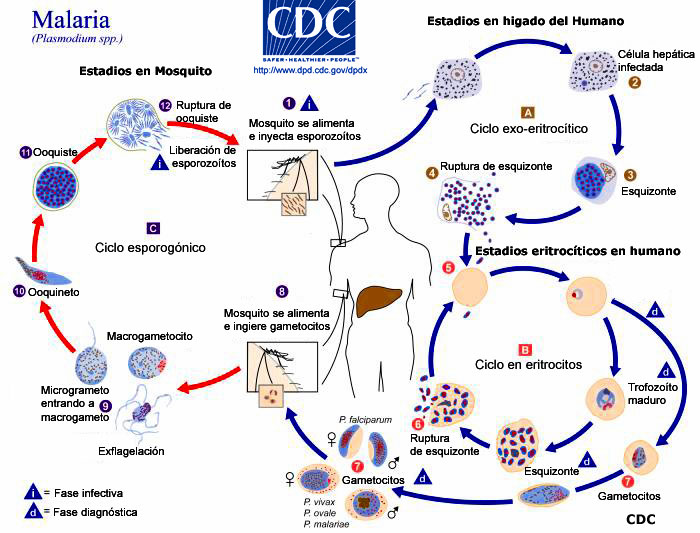 Malaria
(Plasmodium spp.)
CDC
SAFER · HEALTHIER · PEOPLE™
http://www.dpd.cdc.gov/dpdx
Estadios en higado del Humano
Estadios en Mosquito
Célula hepática
infectada
2
A
Ciclo exo-eritrocítico
1
i
Mosquito se alimenta
e inyecta esporozoítos
12
Ruptura de
ooquiste
i
Liberación de
esporozoítos
11
Ooquiste
4
Ruptura de esquizonte
3
Esquizonte
C
Ciclo esporogónico
Estadios eritrocíticos en humano
5
10
Ooquineto
8
Mosquito se alimenta
e ingiere gametocitos
d
B
Ciclo en eritrocitos
d
Trofozoíto
maduro
Macrogametocito
Microgrameto
entrando a
macrogameto
9
Exflagelación
6
Ruptura
de esquizonte
Esquizonte
d
7
Gametocitos
P. falciparum
♀
7
♂
Gametocitos
♀
♂
d
P. vivax
P. ovale
P. malariae
i = Fase infectiva
d = Fase diagnóstica
CDC